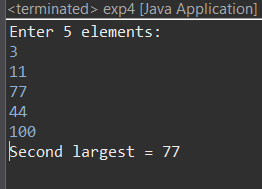 <terminated> exp4 [Java Application]
Enter 5 elements:
3
11
77
44
100
Second largest = 77